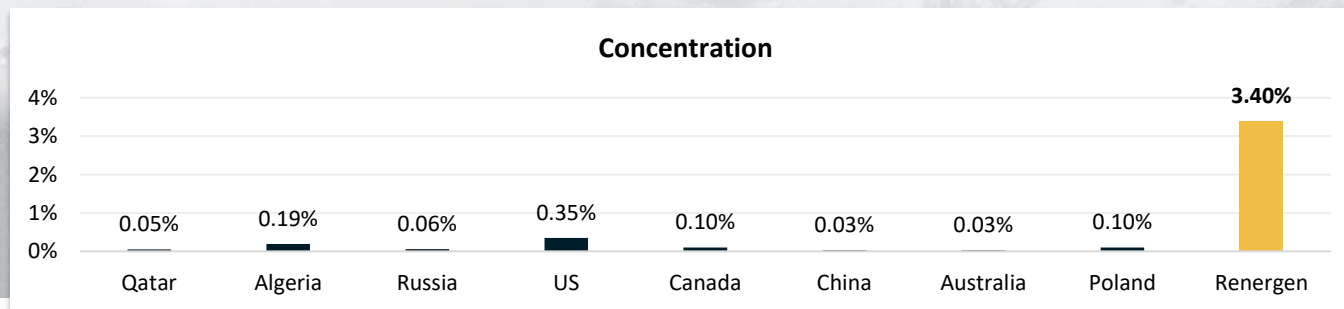 Concentration
4%
3%
2%
1%
0%
0.05%
0.19%
0.06%
0.35%
0.10%
0.03%
0.03%
0.10%
3.40%
Qatar
Algeria
Russia
US
Canada
China
Australia
Poland
Renergen